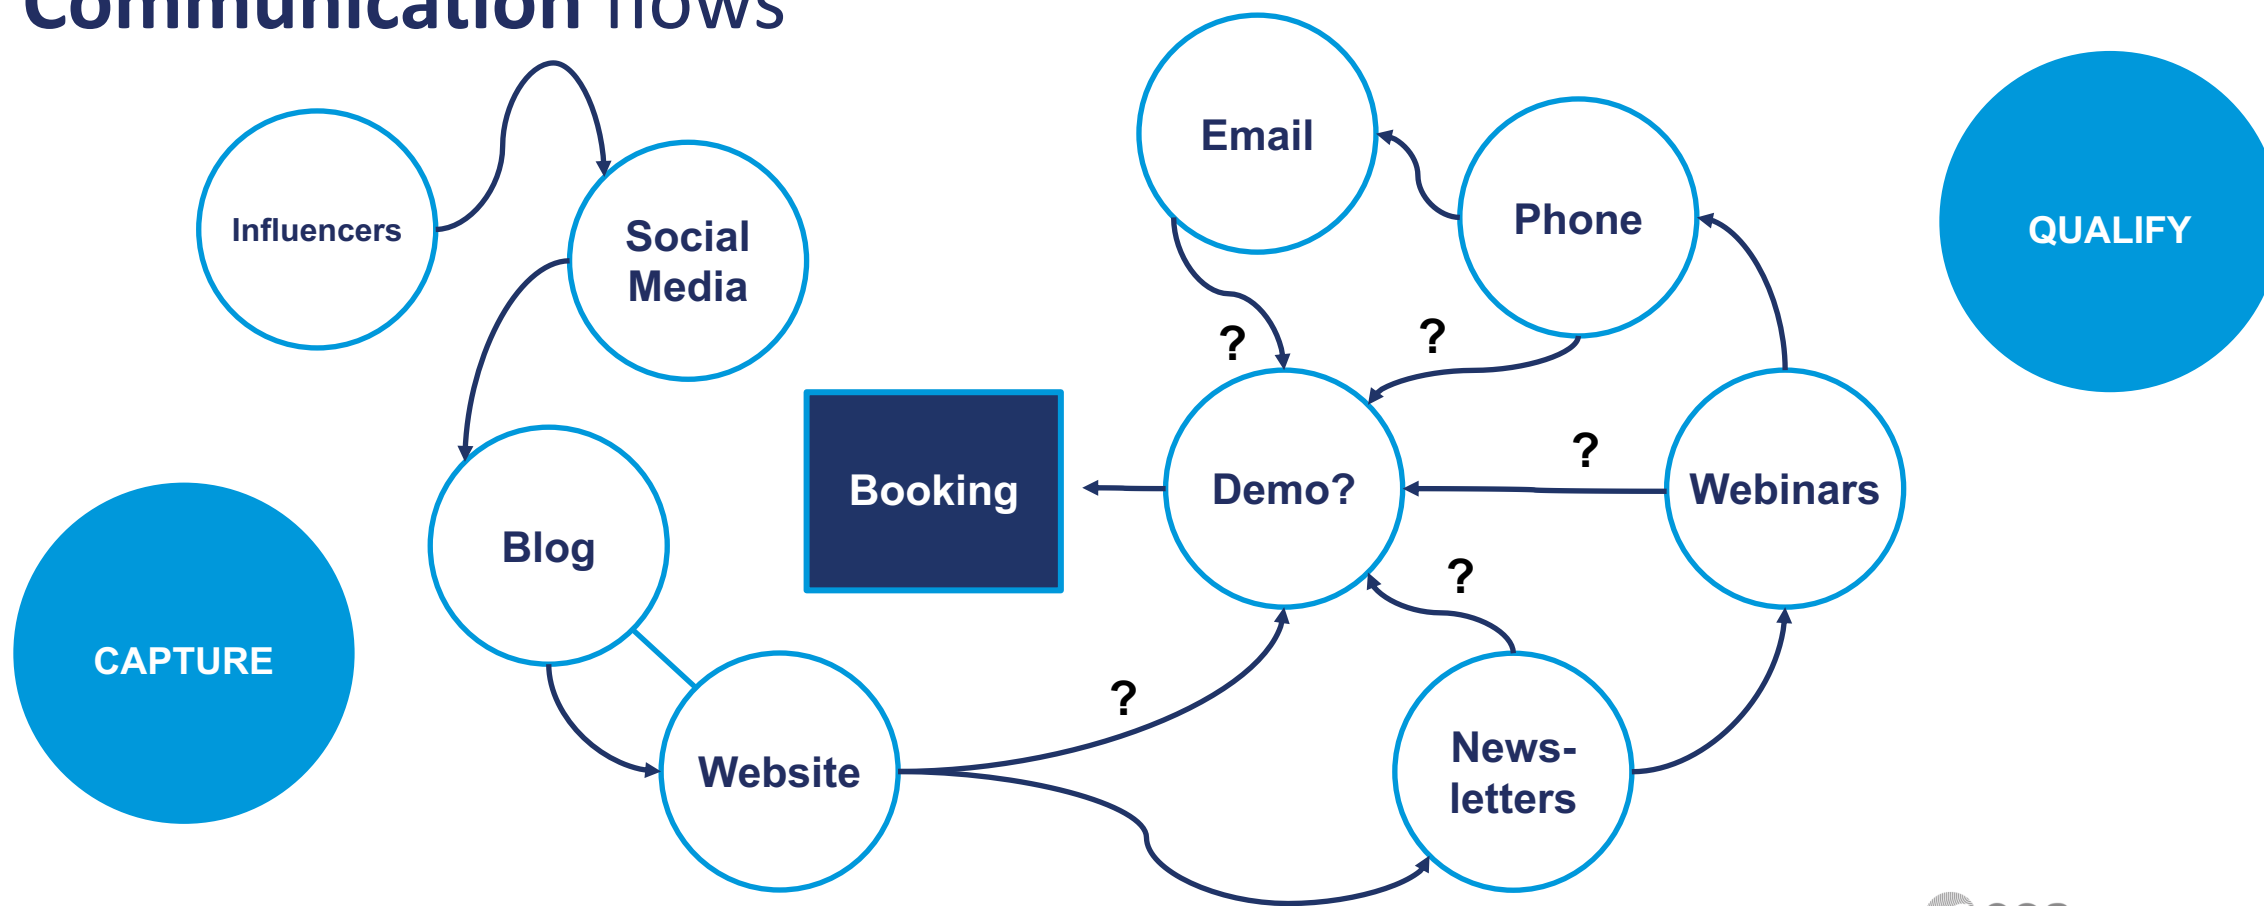 Communication flows
Influencers
Social
Media
Email
Phone
QUALIFY
?
?
Booking
Demo?
?
Webinars
Blog
?
CAPTURE
?
Website
News-
letters